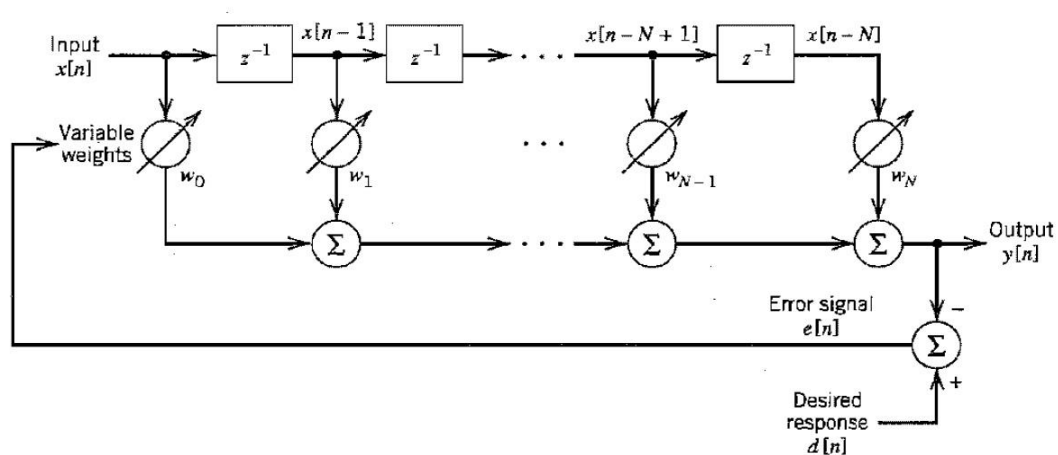 Input
x[n]
z⁻¹
x[n − 1]
z⁻¹
· · ·
x[n − N + 1]
z⁻¹
x[n − N]
Variable
weights
w₀
w₁
· · ·
w_{N−1}
w_N
Σ
· · ·
Σ
Σ
Output
y[n]
Error signal
e[n]
−
Σ
+
Desired
response
d[n]